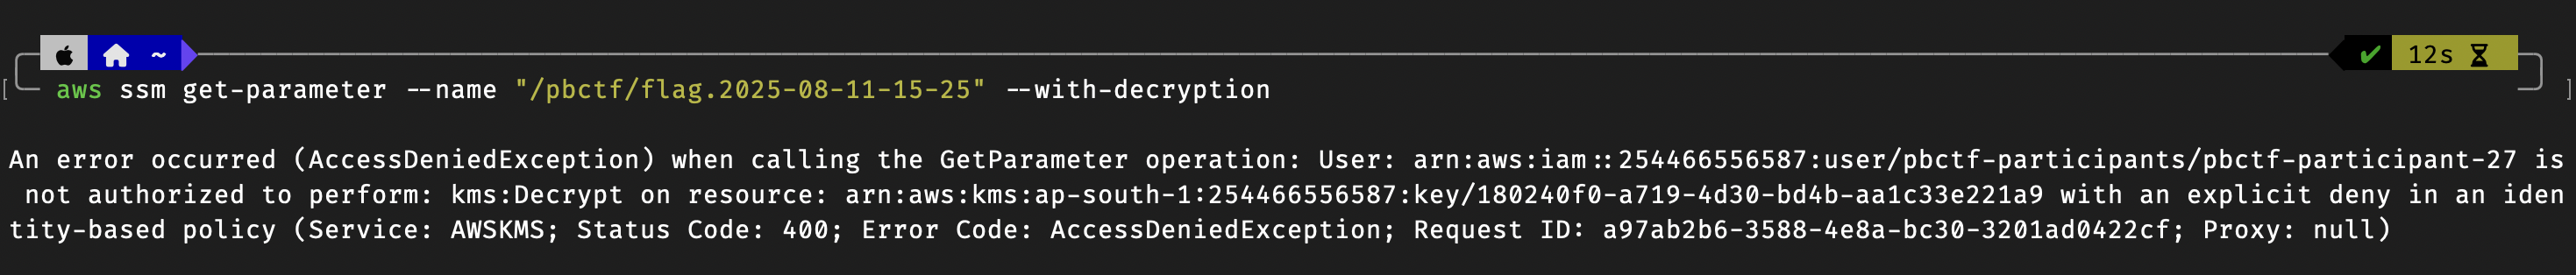 ~ ✔ 12s
aws ssm get-parameter --name "/pbctf/flag.2025-08-11-15-25" --with-decryption
An error occurred (AccessDeniedException) when calling the GetParameter operation: User: arn:aws:iam::254466556587:user/pbctf-participants/pbctf-participant-27 is
not authorized to perform: kms:Decrypt on resource: arn:aws:kms:ap-south-1:254466556587:key/180240f0-a719-4d30-bd4b-aa1c33e221a9 with an explicit deny in an iden
tity-based policy (Service: AWSKMS; Status Code: 400; Error Code: AccessDeniedException; Request ID: a97ab2b6-3588-4e8a-bc30-3201ad0422cf; Proxy: null)